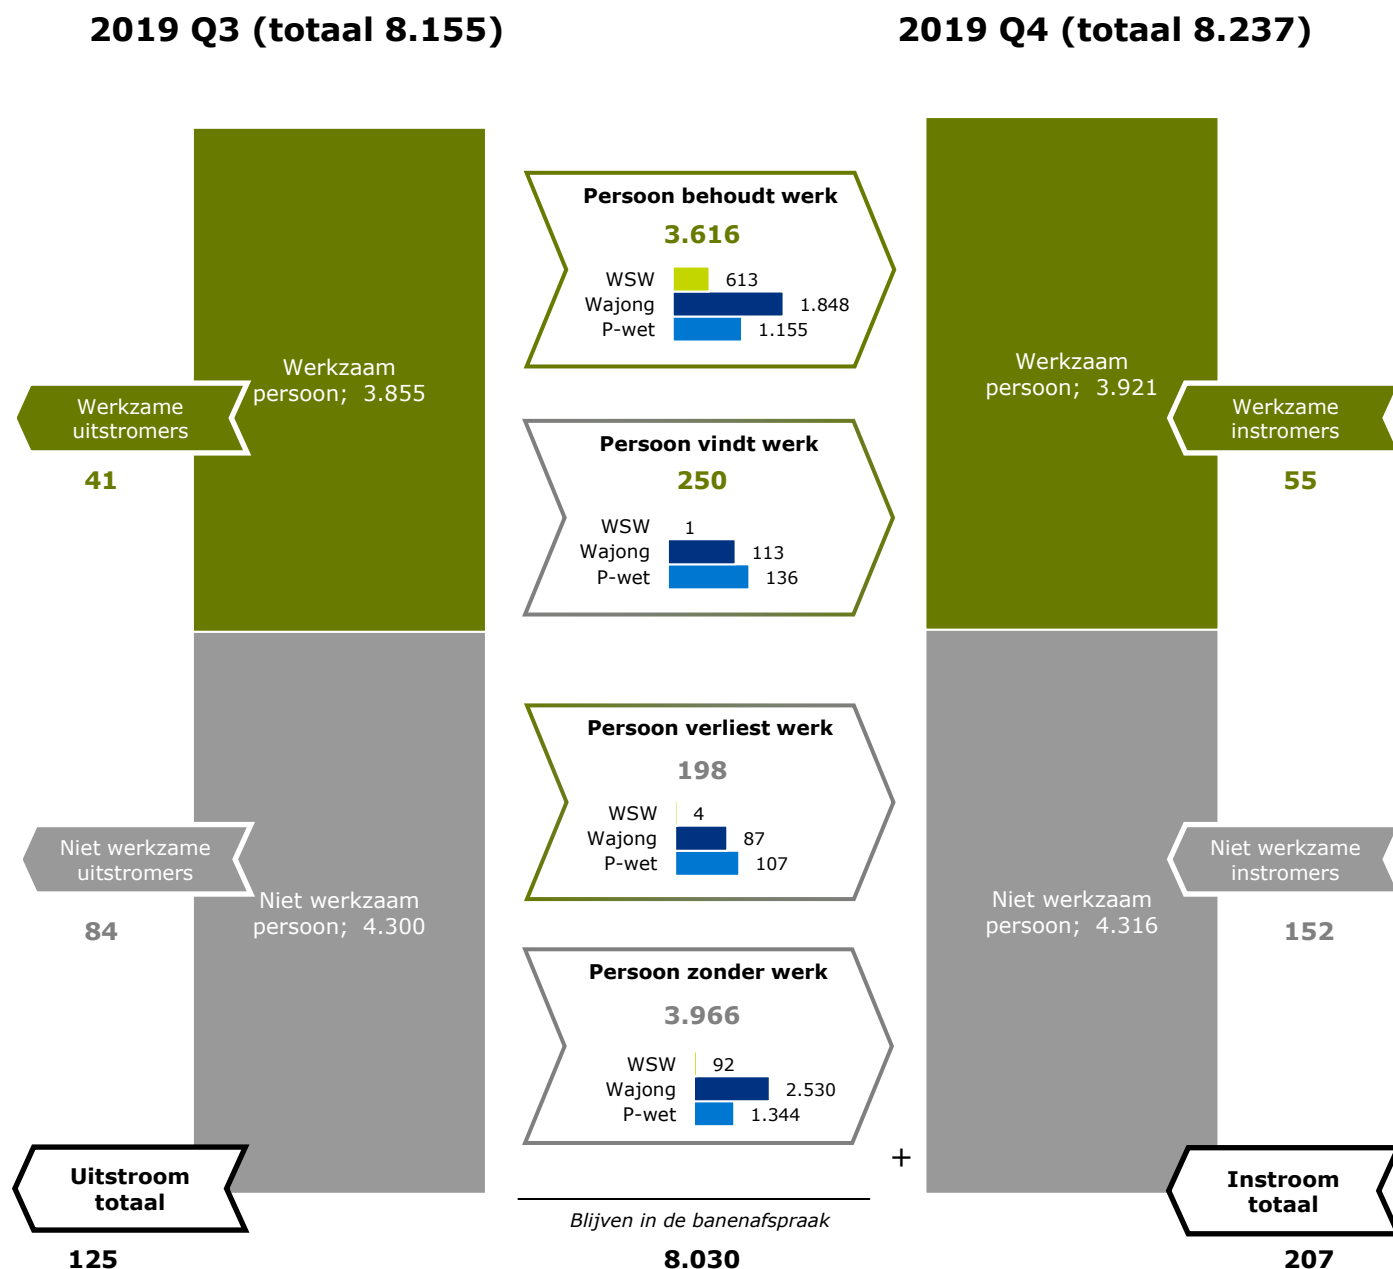 2019 Q3 (totaal 8.155)
2019 Q4 (totaal 8.237)
Werkzaam
persoon;  3.855
Werkzame
uitstromers
41
Niet werkzaam
persoon;  4.300
Niet werkzame
uitstromers
84
Uitstroom
totaal
125
Persoon behoudt werk
3.616
WSW 613
Wajong 1.848
P-wet 1.155
Persoon vindt werk
250
WSW 1
Wajong 113
P-wet 136
Persoon verliest werk
198
WSW 4
Wajong 87
P-wet 107
Persoon zonder werk
3.966
WSW 92
Wajong 2.530
P-wet 1.344
+
Blijven in de banenafspraak
8.030
Werkzaam
persoon;  3.921
Werkzame
instromers
55
Niet werkzaam
persoon;  4.316
Niet werkzame
instromers
152
Instroom
totaal
207